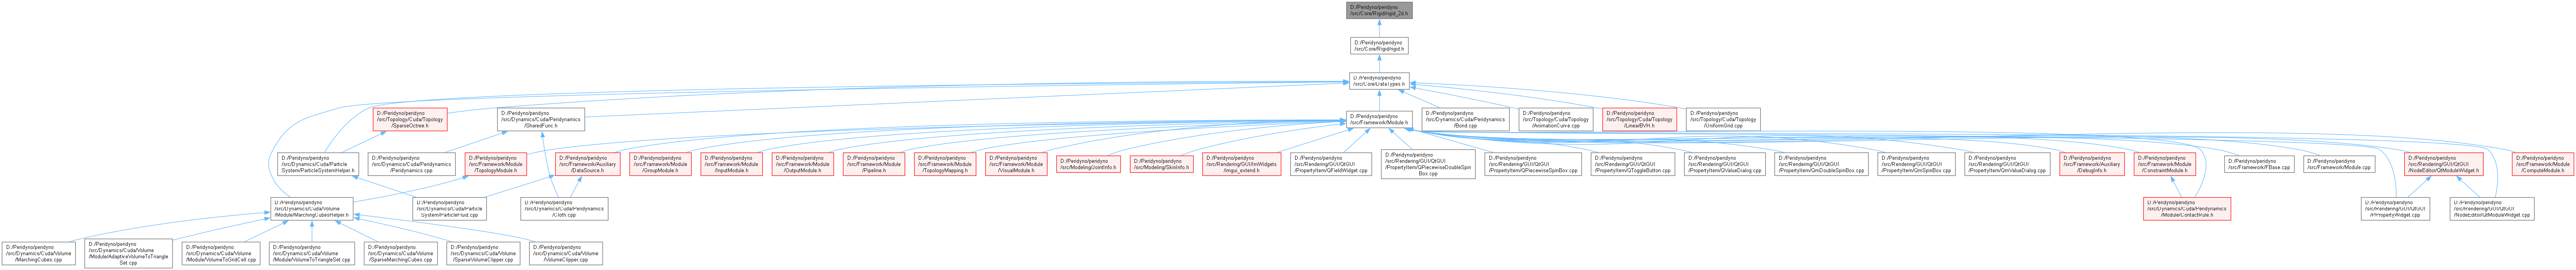 D:/Peridyno/peridyno
/src/Core/Rigid/rigid_2d.h
D:/Peridyno/peridyno
/src/Core/Rigid/rigid.h
D:/Peridyno/peridyno
/src/Core/DataTypes.h
D:/Peridyno/peridyno
/src/Topology/Cuda/Topology
/SparseOctree.h
D:/Peridyno/peridyno
/src/Dynamics/Cuda/Peridynamics
/SharedFunc.h
D:/Peridyno/peridyno
/src/Framework/Module.h
D:/Peridyno/peridyno
/src/Dynamics/Cuda/Peridynamics
/Bond.cpp
D:/Peridyno/peridyno
/src/Topology/Cuda/Topology
/AnimationCurve.cpp
D:/Peridyno/peridyno
/src/Topology/Cuda/Topology
/LinearBVH.h
D:/Peridyno/peridyno
/src/Topology/Cuda/Topology
/UniformGrid.cpp
D:/Peridyno/peridyno
/src/Dynamics/Cuda/Particle
System/ParticleSystemHelper.h
D:/Peridyno/peridyno
/src/Dynamics/Cuda/Peridynamics
/Peridynamics.cpp
D:/Peridyno/peridyno
/src/Framework/Module
/TopologyModule.h
D:/Peridyno/peridyno
/src/Framework/Auxiliary
/DataSource.h
D:/Peridyno/peridyno
/src/Framework/Module
/GroupModule.h
D:/Peridyno/peridyno
/src/Framework/Module
/InputModule.h
D:/Peridyno/peridyno
/src/Framework/Module
/OutputModule.h
D:/Peridyno/peridyno
/src/Framework/Module
/Pipeline.h
D:/Peridyno/peridyno
/src/Framework/Module
/TopologyMapping.h
D:/Peridyno/peridyno
/src/Framework/Module
/VisualModule.h
D:/Peridyno/peridyno
/src/Modeling/JointInfo.h
D:/Peridyno/peridyno
/src/Modeling/SkinInfo.h
D:/Peridyno/peridyno
/src/Rendering/GUI/ImWidgets
/imgui_extend.h
D:/Peridyno/peridyno
/src/Rendering/GUI/QtGUI
/PropertyItem/QFieldWidget.cpp
D:/Peridyno/peridyno
/src/Rendering/GUI/QtGUI
/PropertyItem/QPiecewiseDoubleSpin
Box.cpp
D:/Peridyno/peridyno
/src/Rendering/GUI/QtGUI
/PropertyItem/QPiecewiseSpinBox.cpp
D:/Peridyno/peridyno
/src/Rendering/GUI/QtGUI
/PropertyItem/QToggleButton.cpp
D:/Peridyno/peridyno
/src/Rendering/GUI/QtGUI
/PropertyItem/QValueDialog.cpp
D:/Peridyno/peridyno
/src/Rendering/GUI/QtGUI
/PropertyItem/QmDoubleSpinBox.cpp
D:/Peridyno/peridyno
/src/Rendering/GUI/QtGUI
/PropertyItem/QmSpinBox.cpp
D:/Peridyno/peridyno
/src/Rendering/GUI/QtGUI
/PropertyItem/QmValueDialog.cpp
D:/Peridyno/peridyno
/src/Framework/Auxiliary
/DebugInfo.h
D:/Peridyno/peridyno
/src/Framework/Module
/ConstraintModule.h
D:/Peridyno/peridyno
/src/Framework/FBase.cpp
D:/Peridyno/peridyno
/src/Framework/Module.cpp
D:/Peridyno/peridyno
/src/Rendering/GUI/QtGUI
/NodeEditor/QtModuleWidget.h
D:/Peridyno/peridyno
/src/Framework/Module
/ComputeModule.h
D:/Peridyno/peridyno
/src/Dynamics/Cuda/Volume
/Module/MarchingCubesHelper.h
D:/Peridyno/peridyno
/src/Dynamics/Cuda/Particle
System/ParticleFluid.cpp
D:/Peridyno/peridyno
/src/Dynamics/Cuda/Peridynamics
/Cloth.cpp
D:/Peridyno/peridyno
/src/Dynamics/Cuda/Peridynamics
/Module/ContactRule.h
D:/Peridyno/peridyno
/src/Rendering/GUI/QtGUI
/PPropertyWidget.cpp
D:/Peridyno/peridyno
/src/Rendering/GUI/QtGUI
/NodeEditor/QtModuleWidget.cpp
D:/Peridyno/peridyno
/src/Dynamics/Cuda/Volume
/MarchingCubes.cpp
D:/Peridyno/peridyno
/src/Dynamics/Cuda/Volume
/Module/AdaptiveVolumeToTriangle
Set.cpp
D:/Peridyno/peridyno
/src/Dynamics/Cuda/Volume
/Module/VolumeToGridCell.cpp
D:/Peridyno/peridyno
/src/Dynamics/Cuda/Volume
/Module/VolumeToTriangleSet.cpp
D:/Peridyno/peridyno
/src/Dynamics/Cuda/Volume
/SparseMarchingCubes.cpp
D:/Peridyno/peridyno
/src/Dynamics/Cuda/Volume
/SparseVolumeClipper.cpp
D:/Peridyno/peridyno
/src/Dynamics/Cuda/Volume
/VolumeClipper.cpp